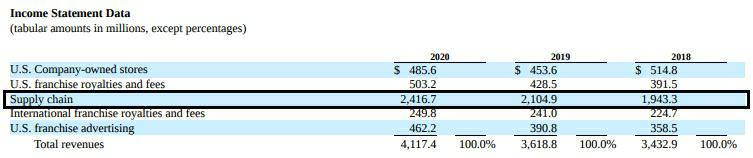 Income Statement Data
(tabular amounts in millions, except percentages)
2020 2019 2018
U.S. Company-owned stores $ 485.6 $ 453.6 $ 514.8
U.S. franchise royalties and fees 503.2 428.5 391.5
Supply chain 2,416.7 2,104.9 1,943.3
International franchise royalties and fees 249.8 241.0 224.7
U.S. franchise advertising 462.2 390.8 358.5
Total revenues 4,117.4 100.0% 3,618.8 100.0% 3,432.9 100.0%